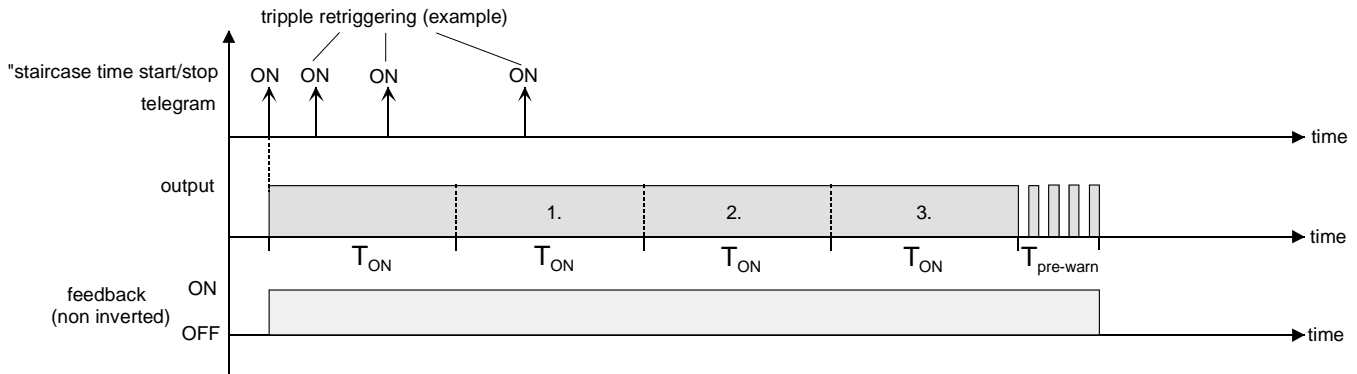 tripple retriggering (example)
"staircase time start/stop
telegram
ON ON ON ON
time
output
1. 2. 3.
time
TON TON TON TON Tpre-warn
feedback
(non inverted)
ON
OFF
time